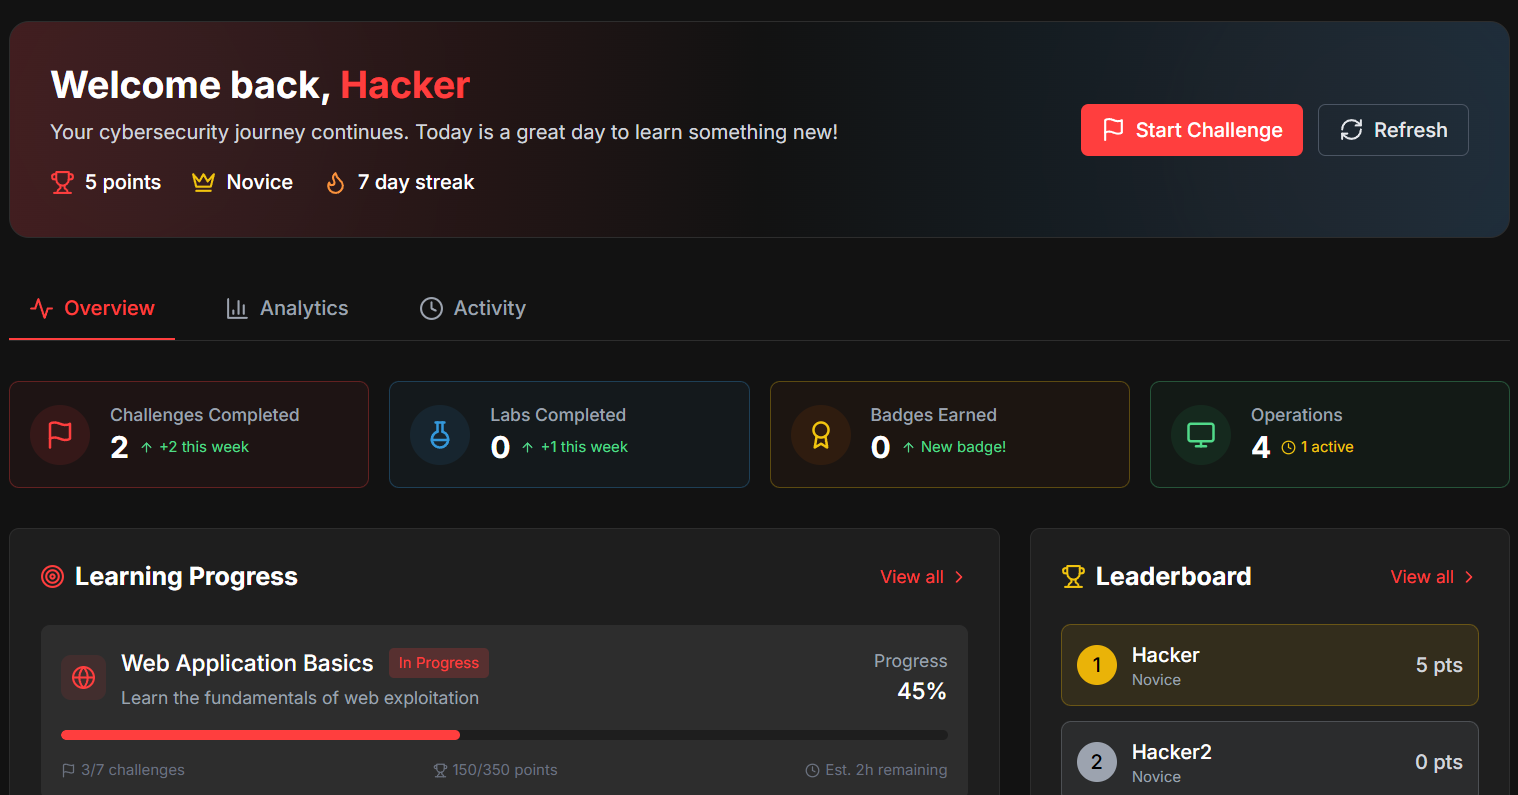 Welcome back, Hacker
Your cybersecurity journey continues. Today is a great day to learn something new!
5 points Novice 7 day streak
Start Challenge Refresh
Overview Analytics Activity
Challenges Completed
2 +2 this week
Labs Completed
0 +1 this week
Badges Earned
0 New badge!
Operations
4 1 active
Learning Progress View all
Web Application Basics In Progress
Learn the fundamentals of web exploitation
Progress
45%
3/7 challenges 150/350 points Est. 2h remaining
Leaderboard View all
1 Hacker 5 pts
Novice
2 Hacker2 0 pts
Novice